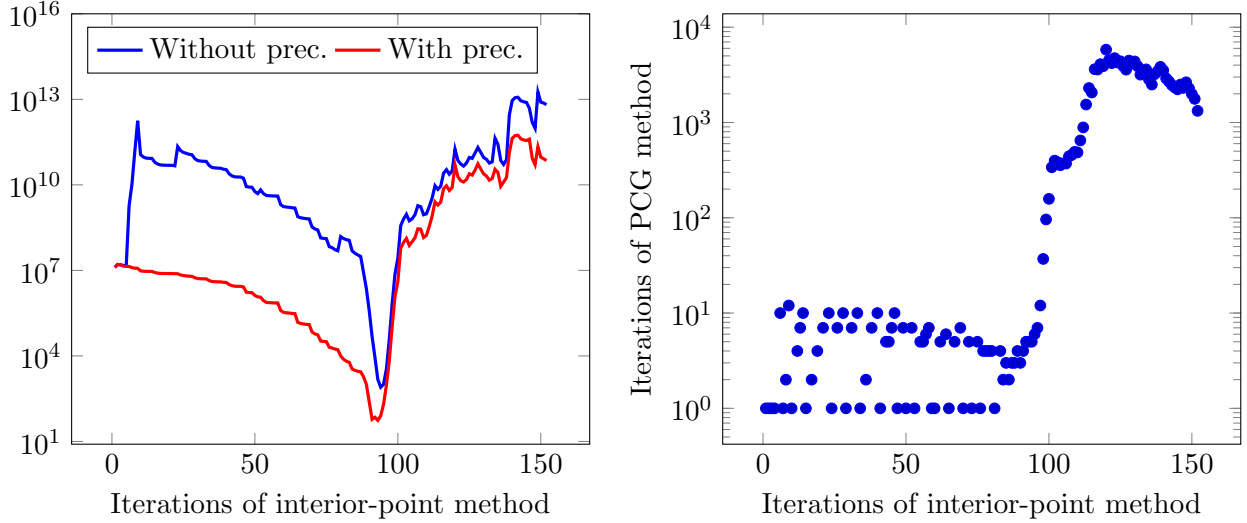 10^16
10^13
10^10
10^7
10^4
10^1
Without prec. With prec.
0 50 100 150
Iterations of interior-point method
Iterations of PCG method
10^4
10^3
10^2
10^1
10^0
0 50 100 150
Iterations of interior-point method